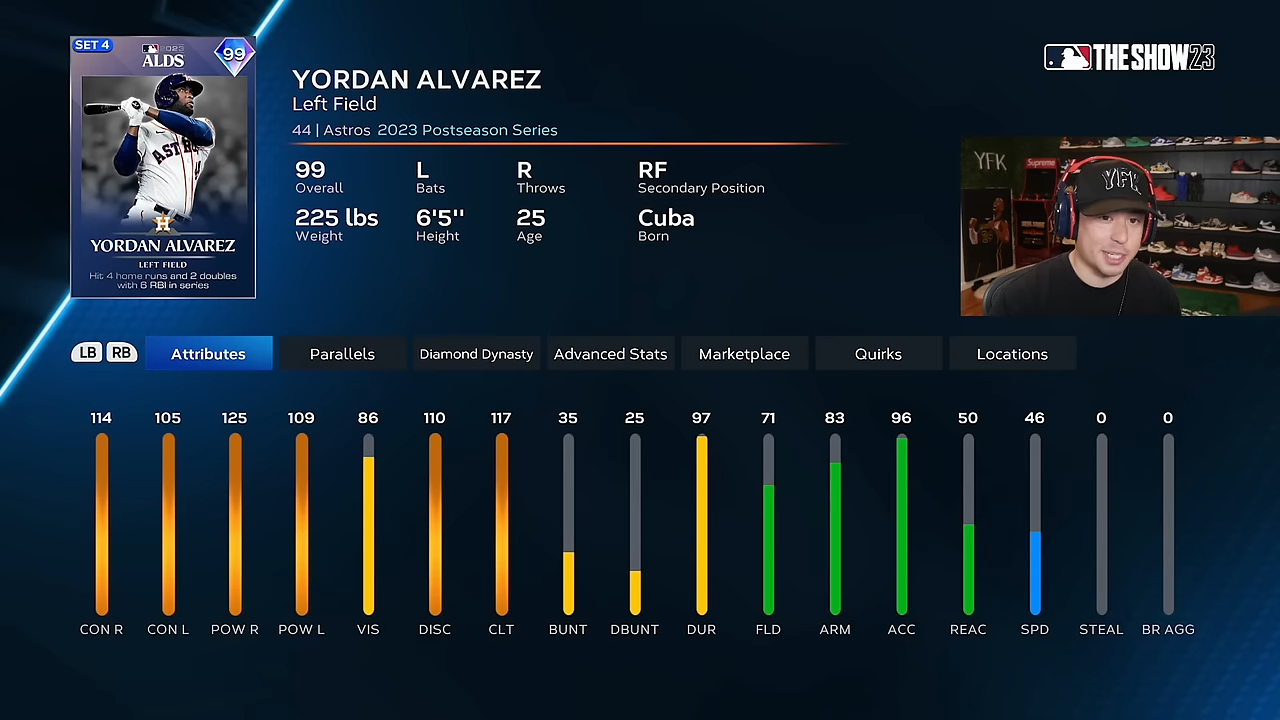 SET 4
2023
ALDS
99
YORDAN ALVAREZ
LEFT FIELD
Hit 4 home runs and 2 doubles
with 6 RBI in series
YORDAN ALVAREZ
Left Field
44 | Astros 2023 Postseason Series
THE SHOW 23
99 L R RF
Overall Bats Throws Secondary Position
225 lbs 6'5'' 25 Cuba
Weight Height Age Born
YFK
Supreme
YFK
ASTR
H
LB RB Attributes Parallels Diamond Dynasty Advanced Stats Marketplace Quirks Locations
114 105 125 109 86 110 117 35 25 97 71 83 96 50 46 0 0
CON R CON L POW R POW L VIS DISC CLT BUNT DBUNT DUR FLD ARM ACC REAC SPD STEAL BR AGG